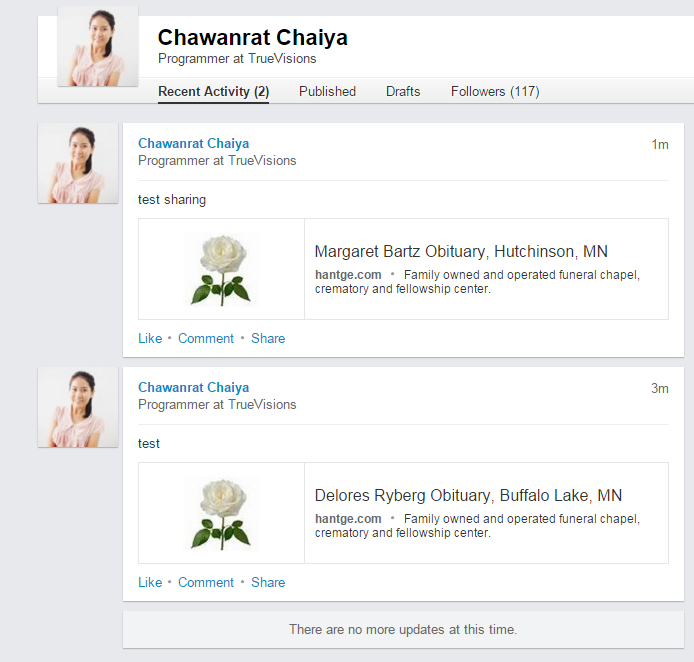 Chawanrat Chaiya
Programmer at TrueVisions
Recent Activity (2) Published Drafts Followers (117)
Chawanrat Chaiya 1m
Programmer at TrueVisions
test sharing
Margaret Bartz Obituary, Hutchinson, MN
hantge.com • Family owned and operated funeral chapel,
crematory and fellowship center.
Like • Comment • Share
Chawanrat Chaiya 3m
Programmer at TrueVisions
test
Delores Ryberg Obituary, Buffalo Lake, MN
hantge.com • Family owned and operated funeral chapel,
crematory and fellowship center.
Like • Comment • Share
There are no more updates at this time.